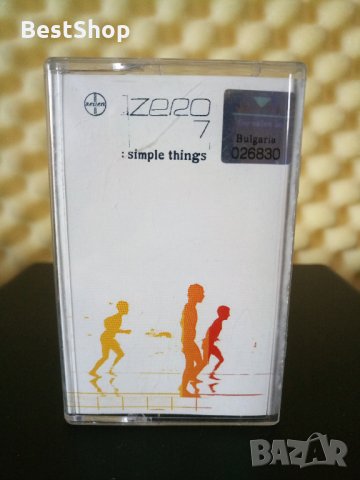 BestShop
ZERO
7
: simple things
Bulgaria
026830
BAZAR